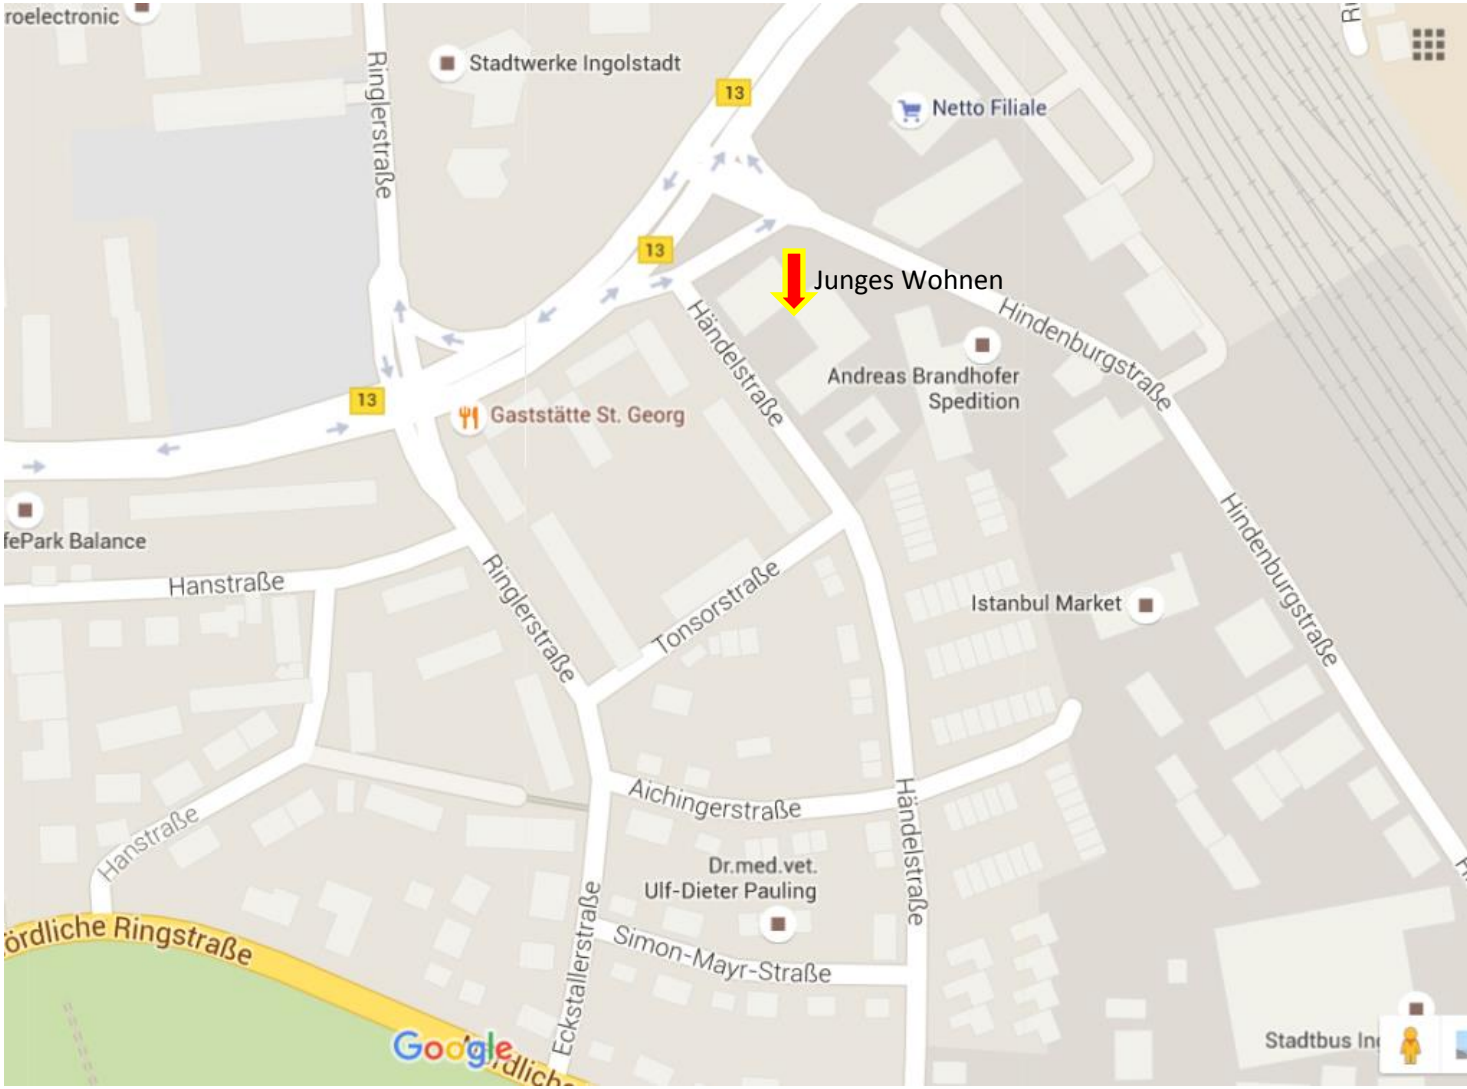 roelectronic
Stadtwerke Ingolstadt
Ringlerstraße
13
Netto Filiale
13
Junges Wohnen
Händelstraße
Hindenburgstraße
Andreas Brandhofer
Spedition
13
Gaststätte St. Georg
fePark Balance
Hanstraße
Ringlerstraße
Tonsorstraße
Istanbul Market
Hindenburgstraße
Aichingerstraße
Händelstraße
Hanstraße
Dr.med.vet.
Ulf-Dieter Pauling
ördliche Ringstraße
Eckstallerstraße
Simon-Mayr-Straße
Google
Stadtbus In